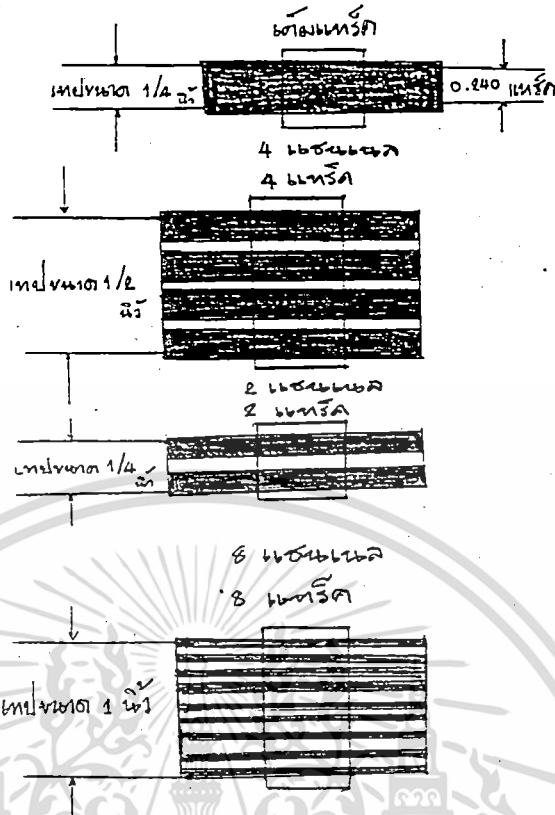 เต็มแทร็ค
เทปขนาด 1/4 นิ้ว
0.240 แทร็ค
4 แชนแนล
4 แทร็ค
เทปขนาด 1/2
นิ้ว
2 แชนแนล
2 แทร็ค
เทปขนาด 1/4
นิ้ว
8 แชนแนล
8 แทร็ค
เทปขนาด 1 นิ้ว